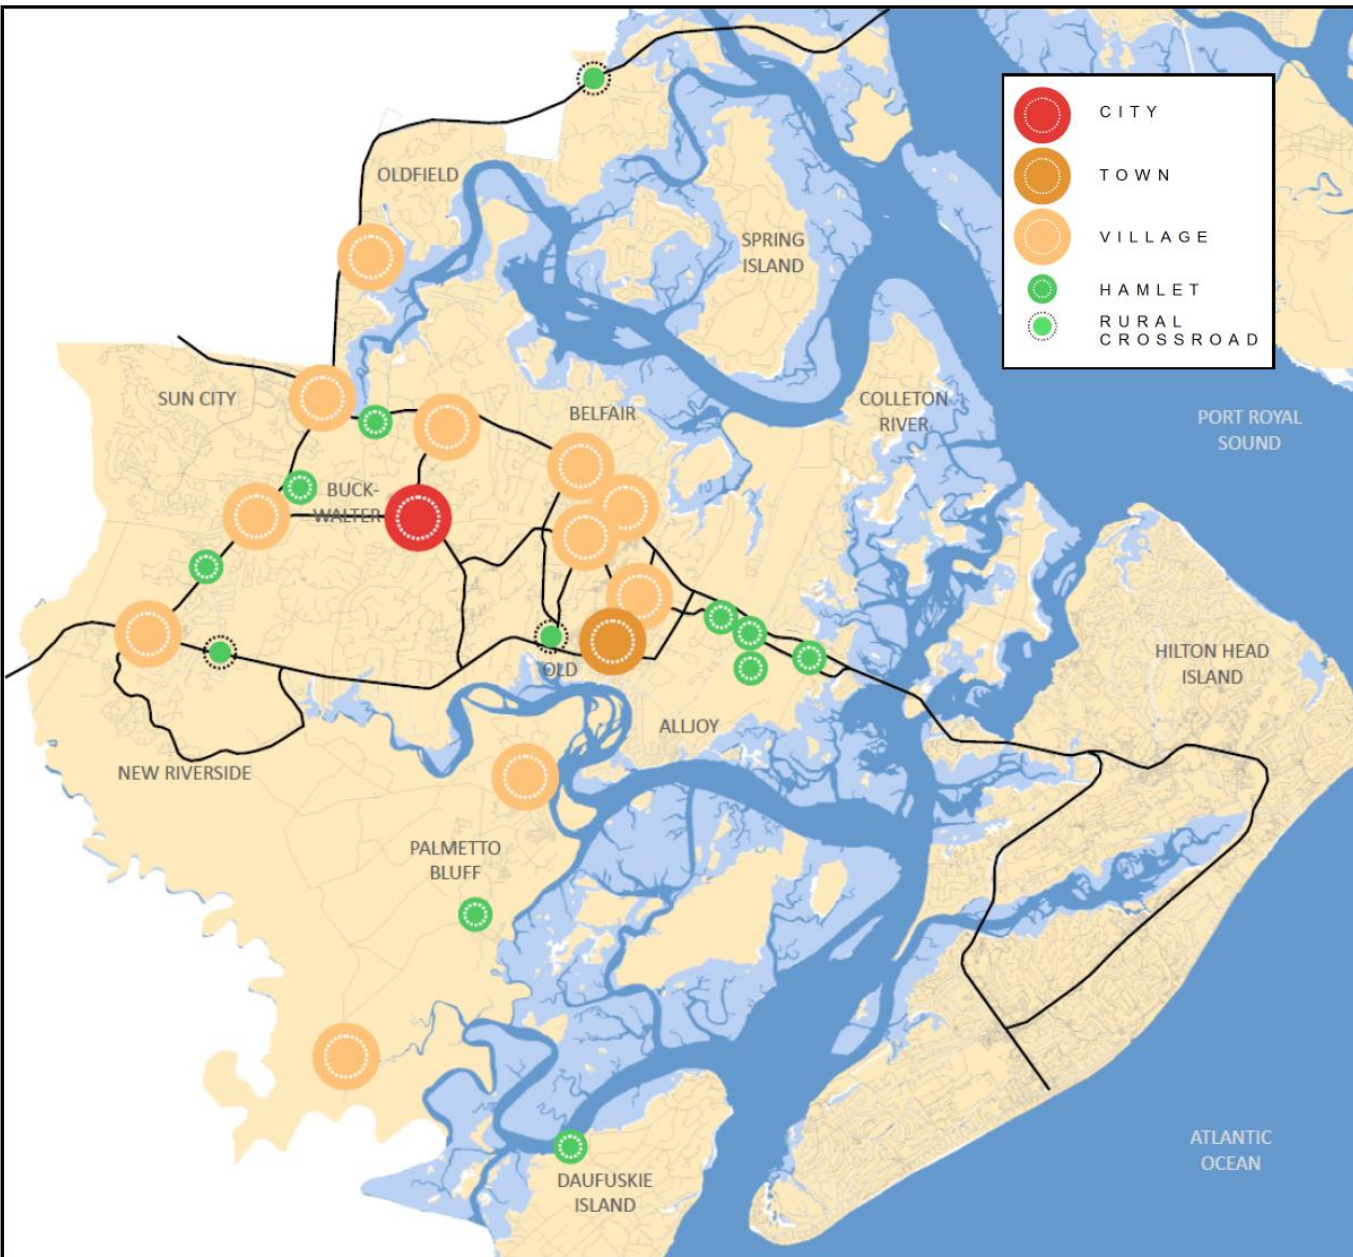 CITY
TOWN
VILLAGE
HAMLET
RURAL
CROSSROAD
OLDFIELD
SPRING
ISLAND
SUN CITY
BELFAIR
COLLETON
RIVER
PORT ROYAL
SOUND
BUCK-
WALTER
OLD
HILTON HEAD
ISLAND
ALLJOY
NEW RIVERSIDE
PALMETTO
BLUFF
ATLANTIC
OCEAN
DAUFUSKIE
ISLAND